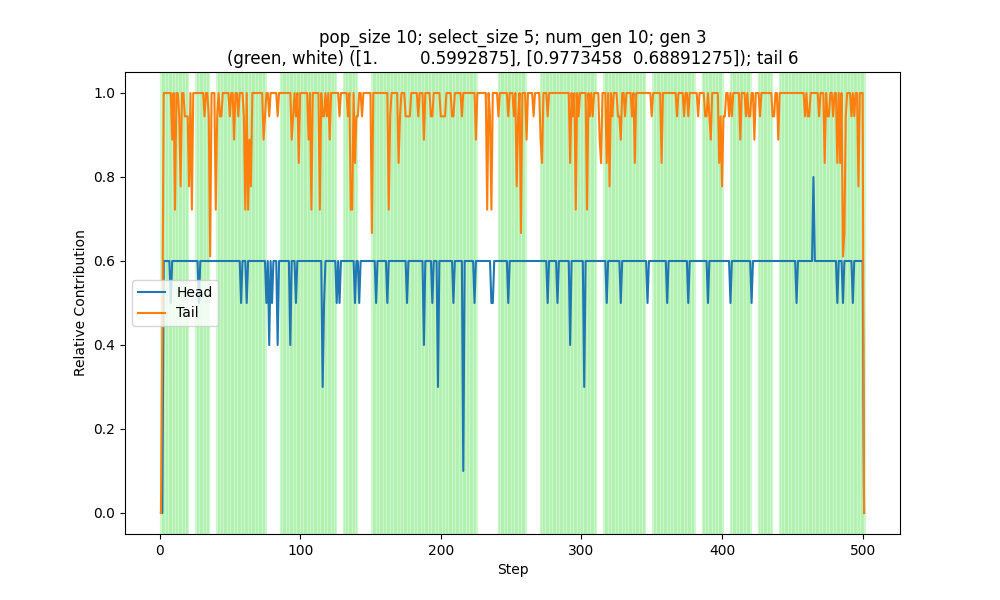 pop_size 10; select_size 5; num_gen 10; gen 3
(green, white) ([1. 0.5992875], [0.9773458 0.68891275]); tail 6
Relative Contribution
1.0
0.8
0.6
0.4
0.2
0.0
Head
Tail
0 100 200 300 400 500
Step